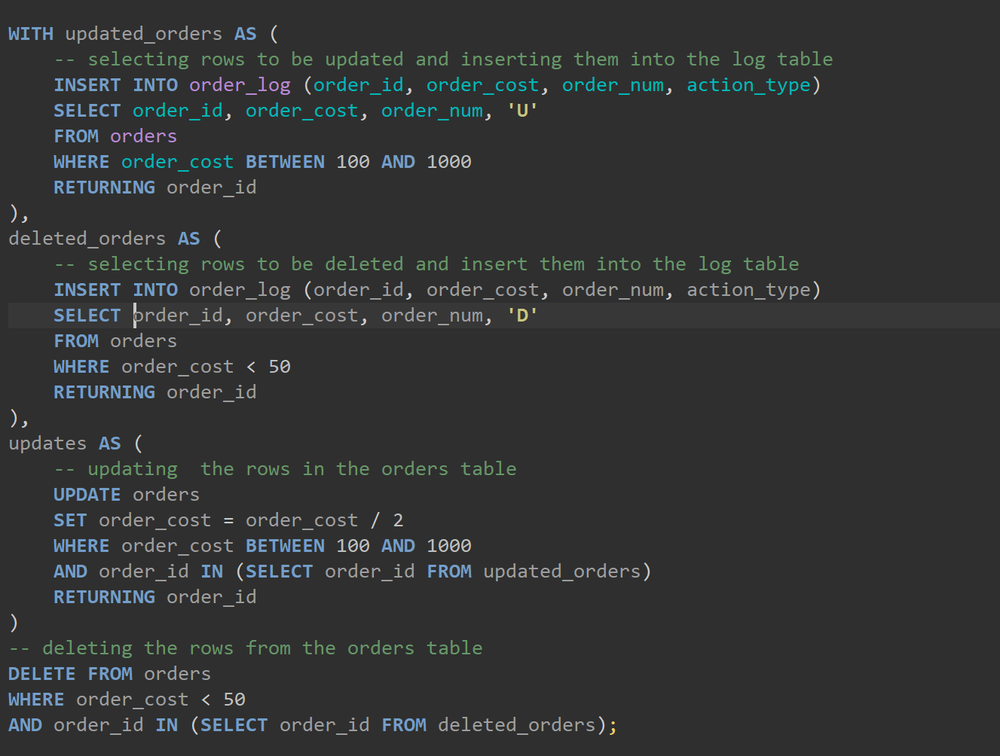 WITH updated_orders AS (
    -- selecting rows to be updated and inserting them into the log table
    INSERT INTO order_log (order_id, order_cost, order_num, action_type)
    SELECT order_id, order_cost, order_num, 'U'
    FROM orders
    WHERE order_cost BETWEEN 100 AND 1000
    RETURNING order_id
),
deleted_orders AS (
    -- selecting rows to be deleted and insert them into the log table
    INSERT INTO order_log (order_id, order_cost, order_num, action_type)
    SELECT order_id, order_cost, order_num, 'D'
    FROM orders
    WHERE order_cost < 50
    RETURNING order_id
),
updates AS (
    -- updating  the rows in the orders table
    UPDATE orders
    SET order_cost = order_cost / 2
    WHERE order_cost BETWEEN 100 AND 1000
    AND order_id IN (SELECT order_id FROM updated_orders)
    RETURNING order_id
)
-- deleting the rows from the orders table
DELETE FROM orders
WHERE order_cost < 50
AND order_id IN (SELECT order_id FROM deleted_orders);